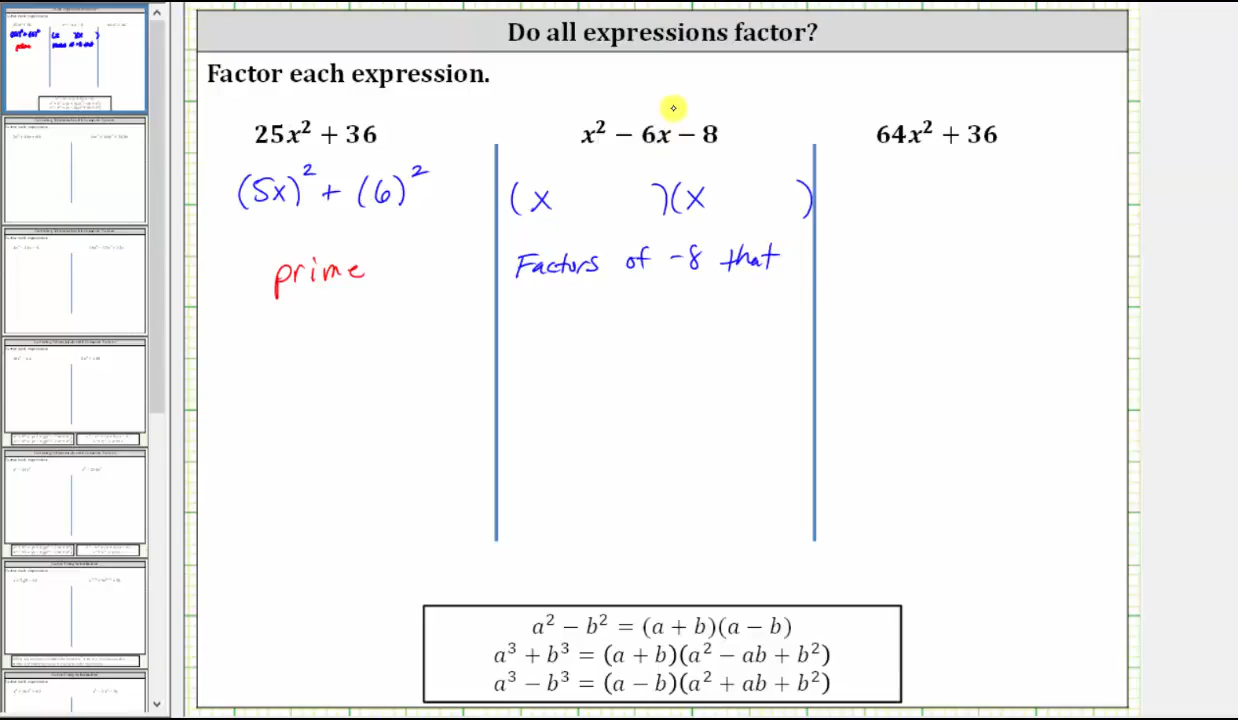 Do all expressions factor?
Factor each expression.
25x² + 36
(5x)² + (6)²
prime
x² − 6x − 8
(x )(x )
Factors of -8 that
64x² + 36
a² − b² = (a + b)(a − b)
a³ + b³ = (a + b)(a² − ab + b²)
a³ − b³ = (a − b)(a² + ab + b²)